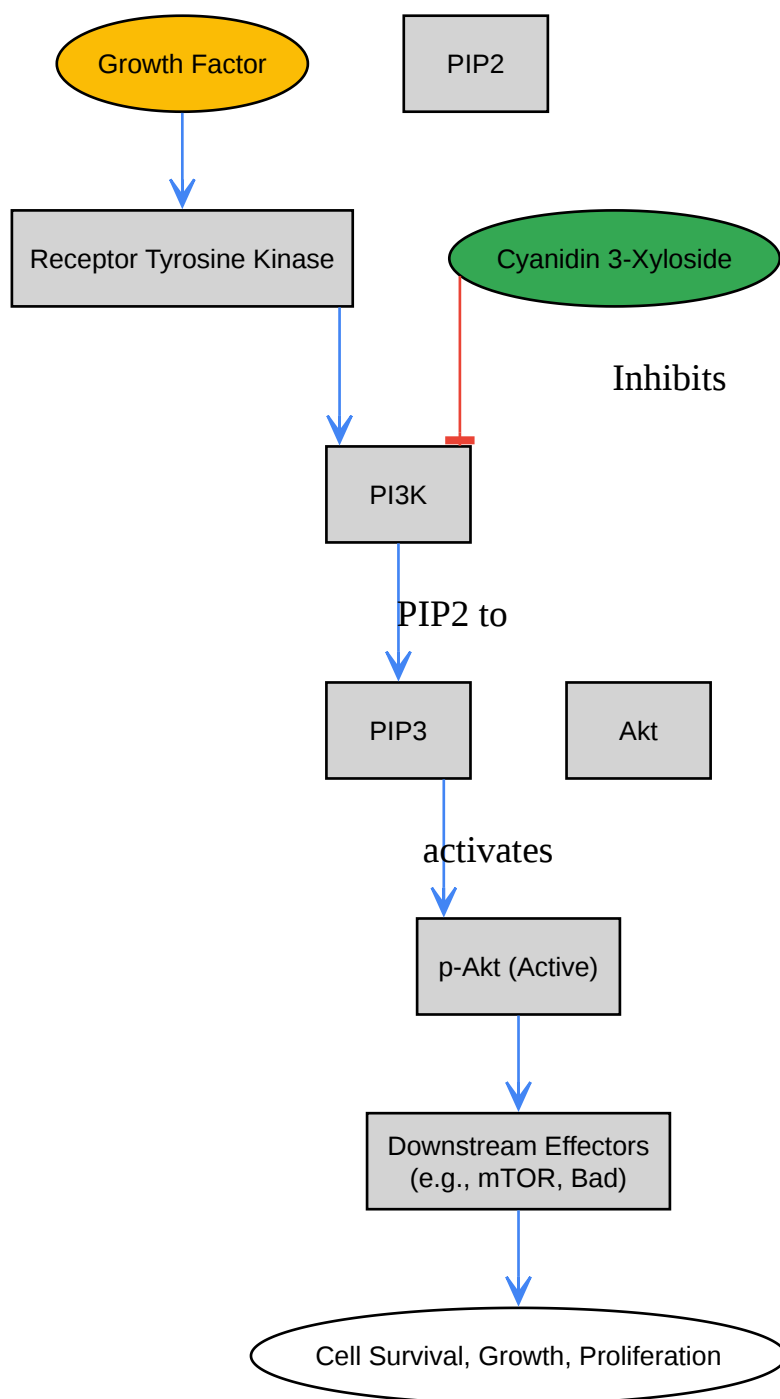 Growth Factor
PIP2
Receptor Tyrosine Kinase
Cyanidin 3-Xyloside
Inhibits
PI3K
PIP2 to
PIP3
Akt
activates
p-Akt (Active)
Downstream Effectors
(e.g., mTOR, Bad)
Cell Survival, Growth, Proliferation